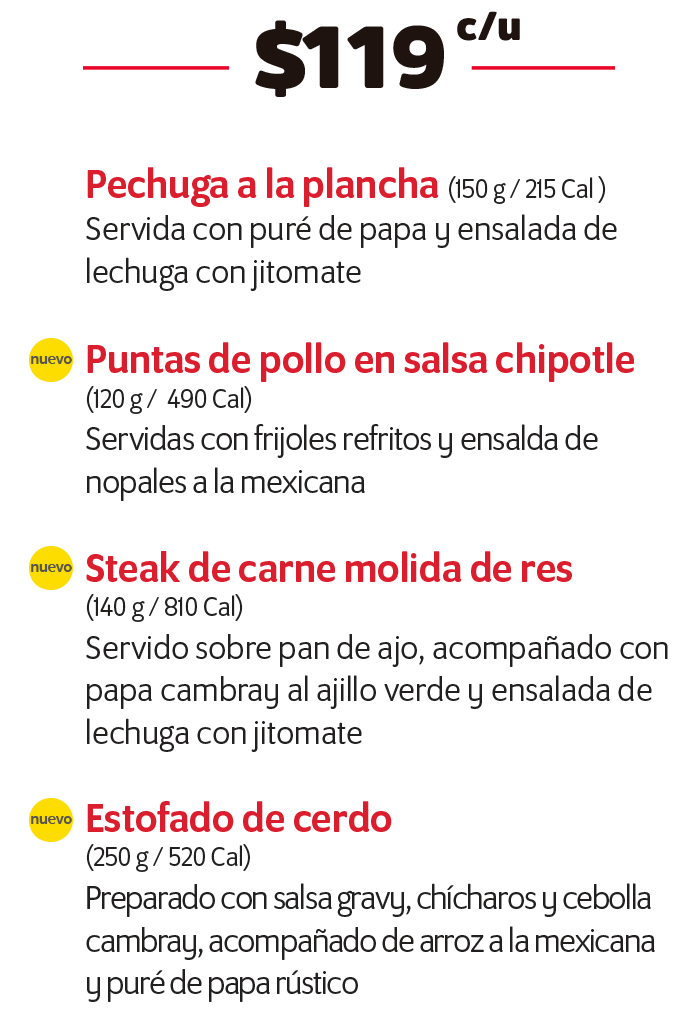 $119 c/u
Pechuga a la plancha (150 g / 215 Cal )
Servida con puré de papa y ensalada de
lechuga con jitomate
nuevo Puntas de pollo en salsa chipotle
(120 g / 490 Cal)
Servidas con frijoles refritos y ensalda de
nopales a la mexicana
nuevo Steak de carne molida de res
(140 g / 810 Cal)
Servido sobre pan de ajo, acompañado con
papa cambray al ajillo verde y ensalada de
lechuga con jitomate
nuevo Estofado de cerdo
(250 g / 520 Cal)
Preparado con salsa gravy, chícharos y cebolla
cambray, acompañado de arroz a la mexicana
y puré de papa rústico